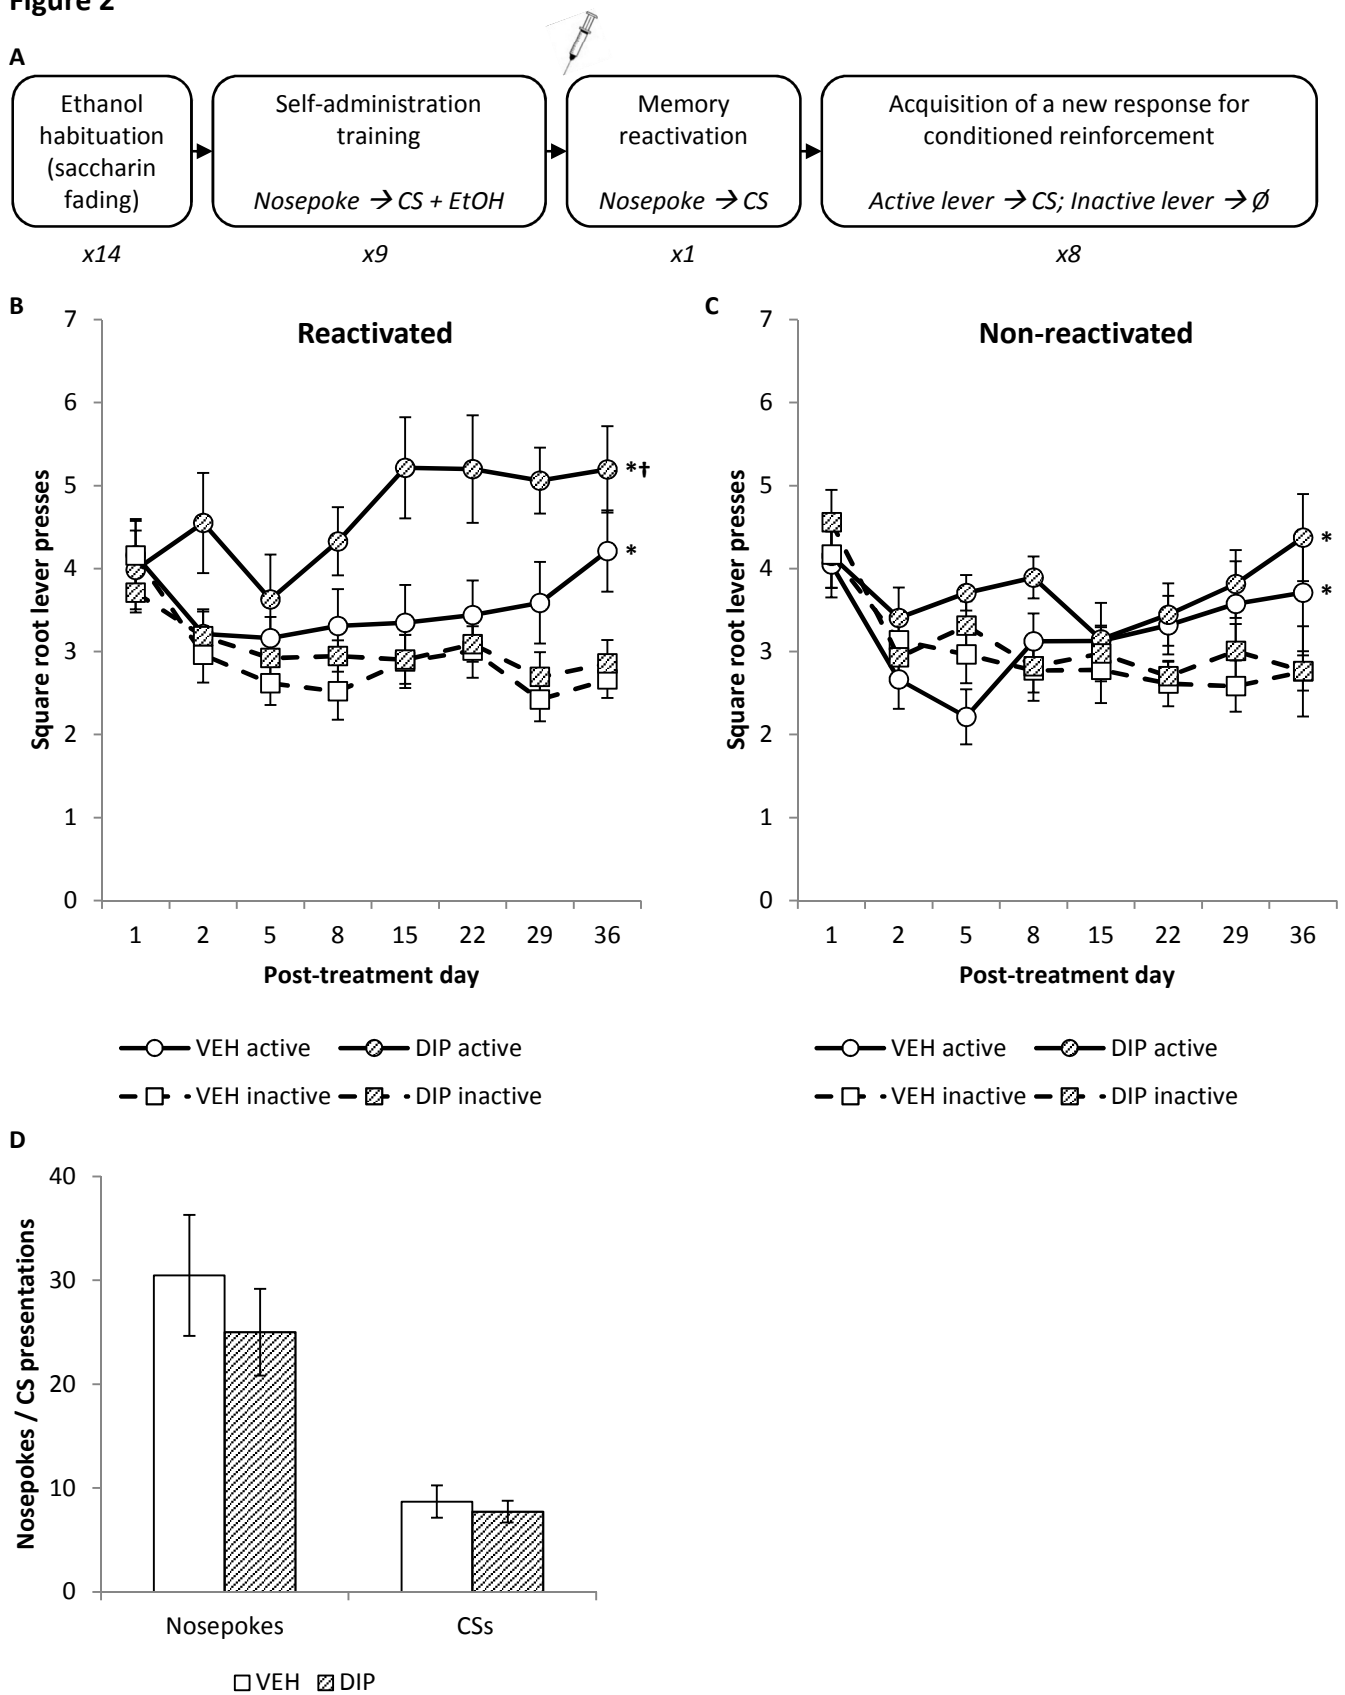 Figure 2
A
Ethanol
habituation
(saccharin
fading)
Self-administration
training
Nosepoke → CS + EtOH
Memory
reactivation
Nosepoke → CS
Acquisition of a new response for
conditioned reinforcement
Active lever → CS; Inactive lever → Ø
x14
x9
x1
x8
B
Reactivated
Square root lever presses
7
6
5
4
3
2
1
0
*†
*
1 2 5 8 15 22 29 36
Post-treatment day
VEH active DIP active
VEH inactive DIP inactive
C
Non-reactivated
Square root lever presses
7
6
5
4
3
2
1
0
*
*
1 2 5 8 15 22 29 36
Post-treatment day
VEH active DIP active
VEH inactive DIP inactive
D
Nosepokes / CS presentations
40
30
20
10
0
Nosepokes CSs
VEH DIP